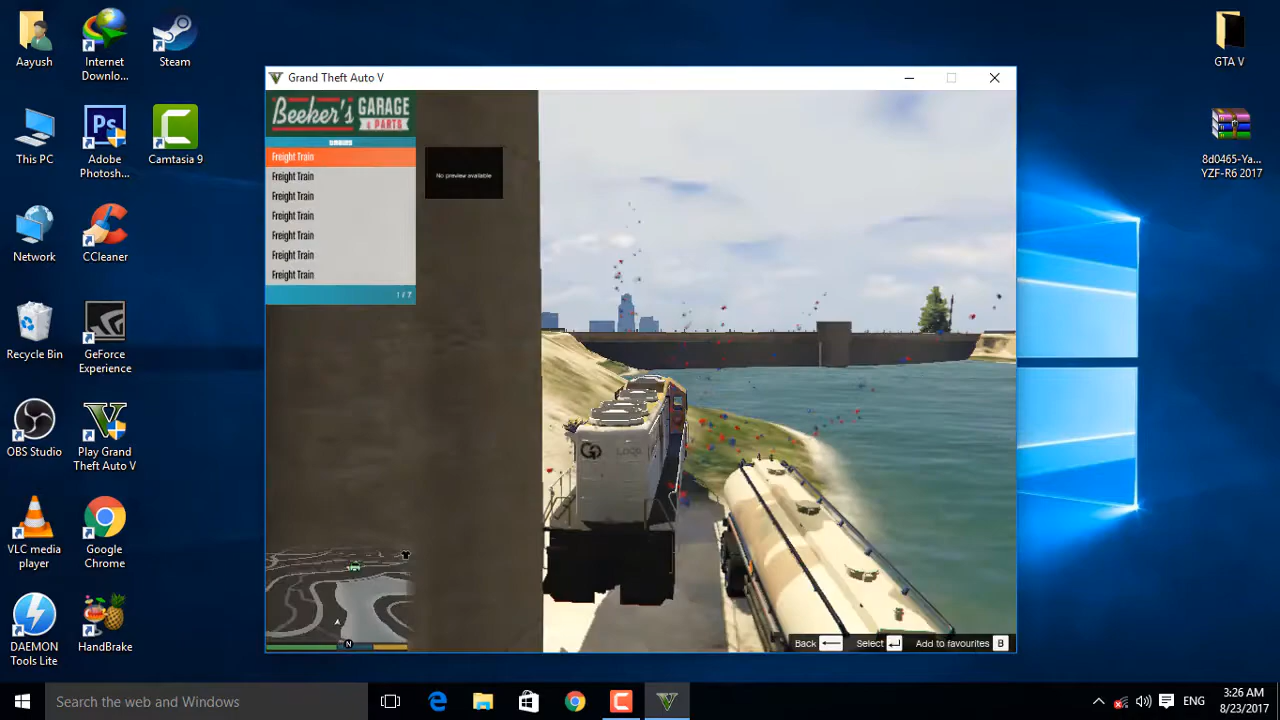 Aayush
Internet
Downlo...
Steam
This PC
Adobe
Photosh...
Camtasia 9
Network
CCleaner
Recycle Bin
GeForce
Experience
OBS Studio
Play Grand
Theft Auto V
VLC media
player
Google
Chrome
DAEMON
Tools Lite
HandBrake
GTA V
8d0465-Ya...
YZF-R6 2017
Grand Theft Auto V
Beeker's GARAGE
& PARTS
Freight Train
Freight Train
Freight Train
Freight Train
Freight Train
Freight Train
Freight Train
1 / 7
No preview available
GO LOOB
N
Back Select Add to favourites B
Search the web and Windows
ENG
3:26 AM
8/23/2017